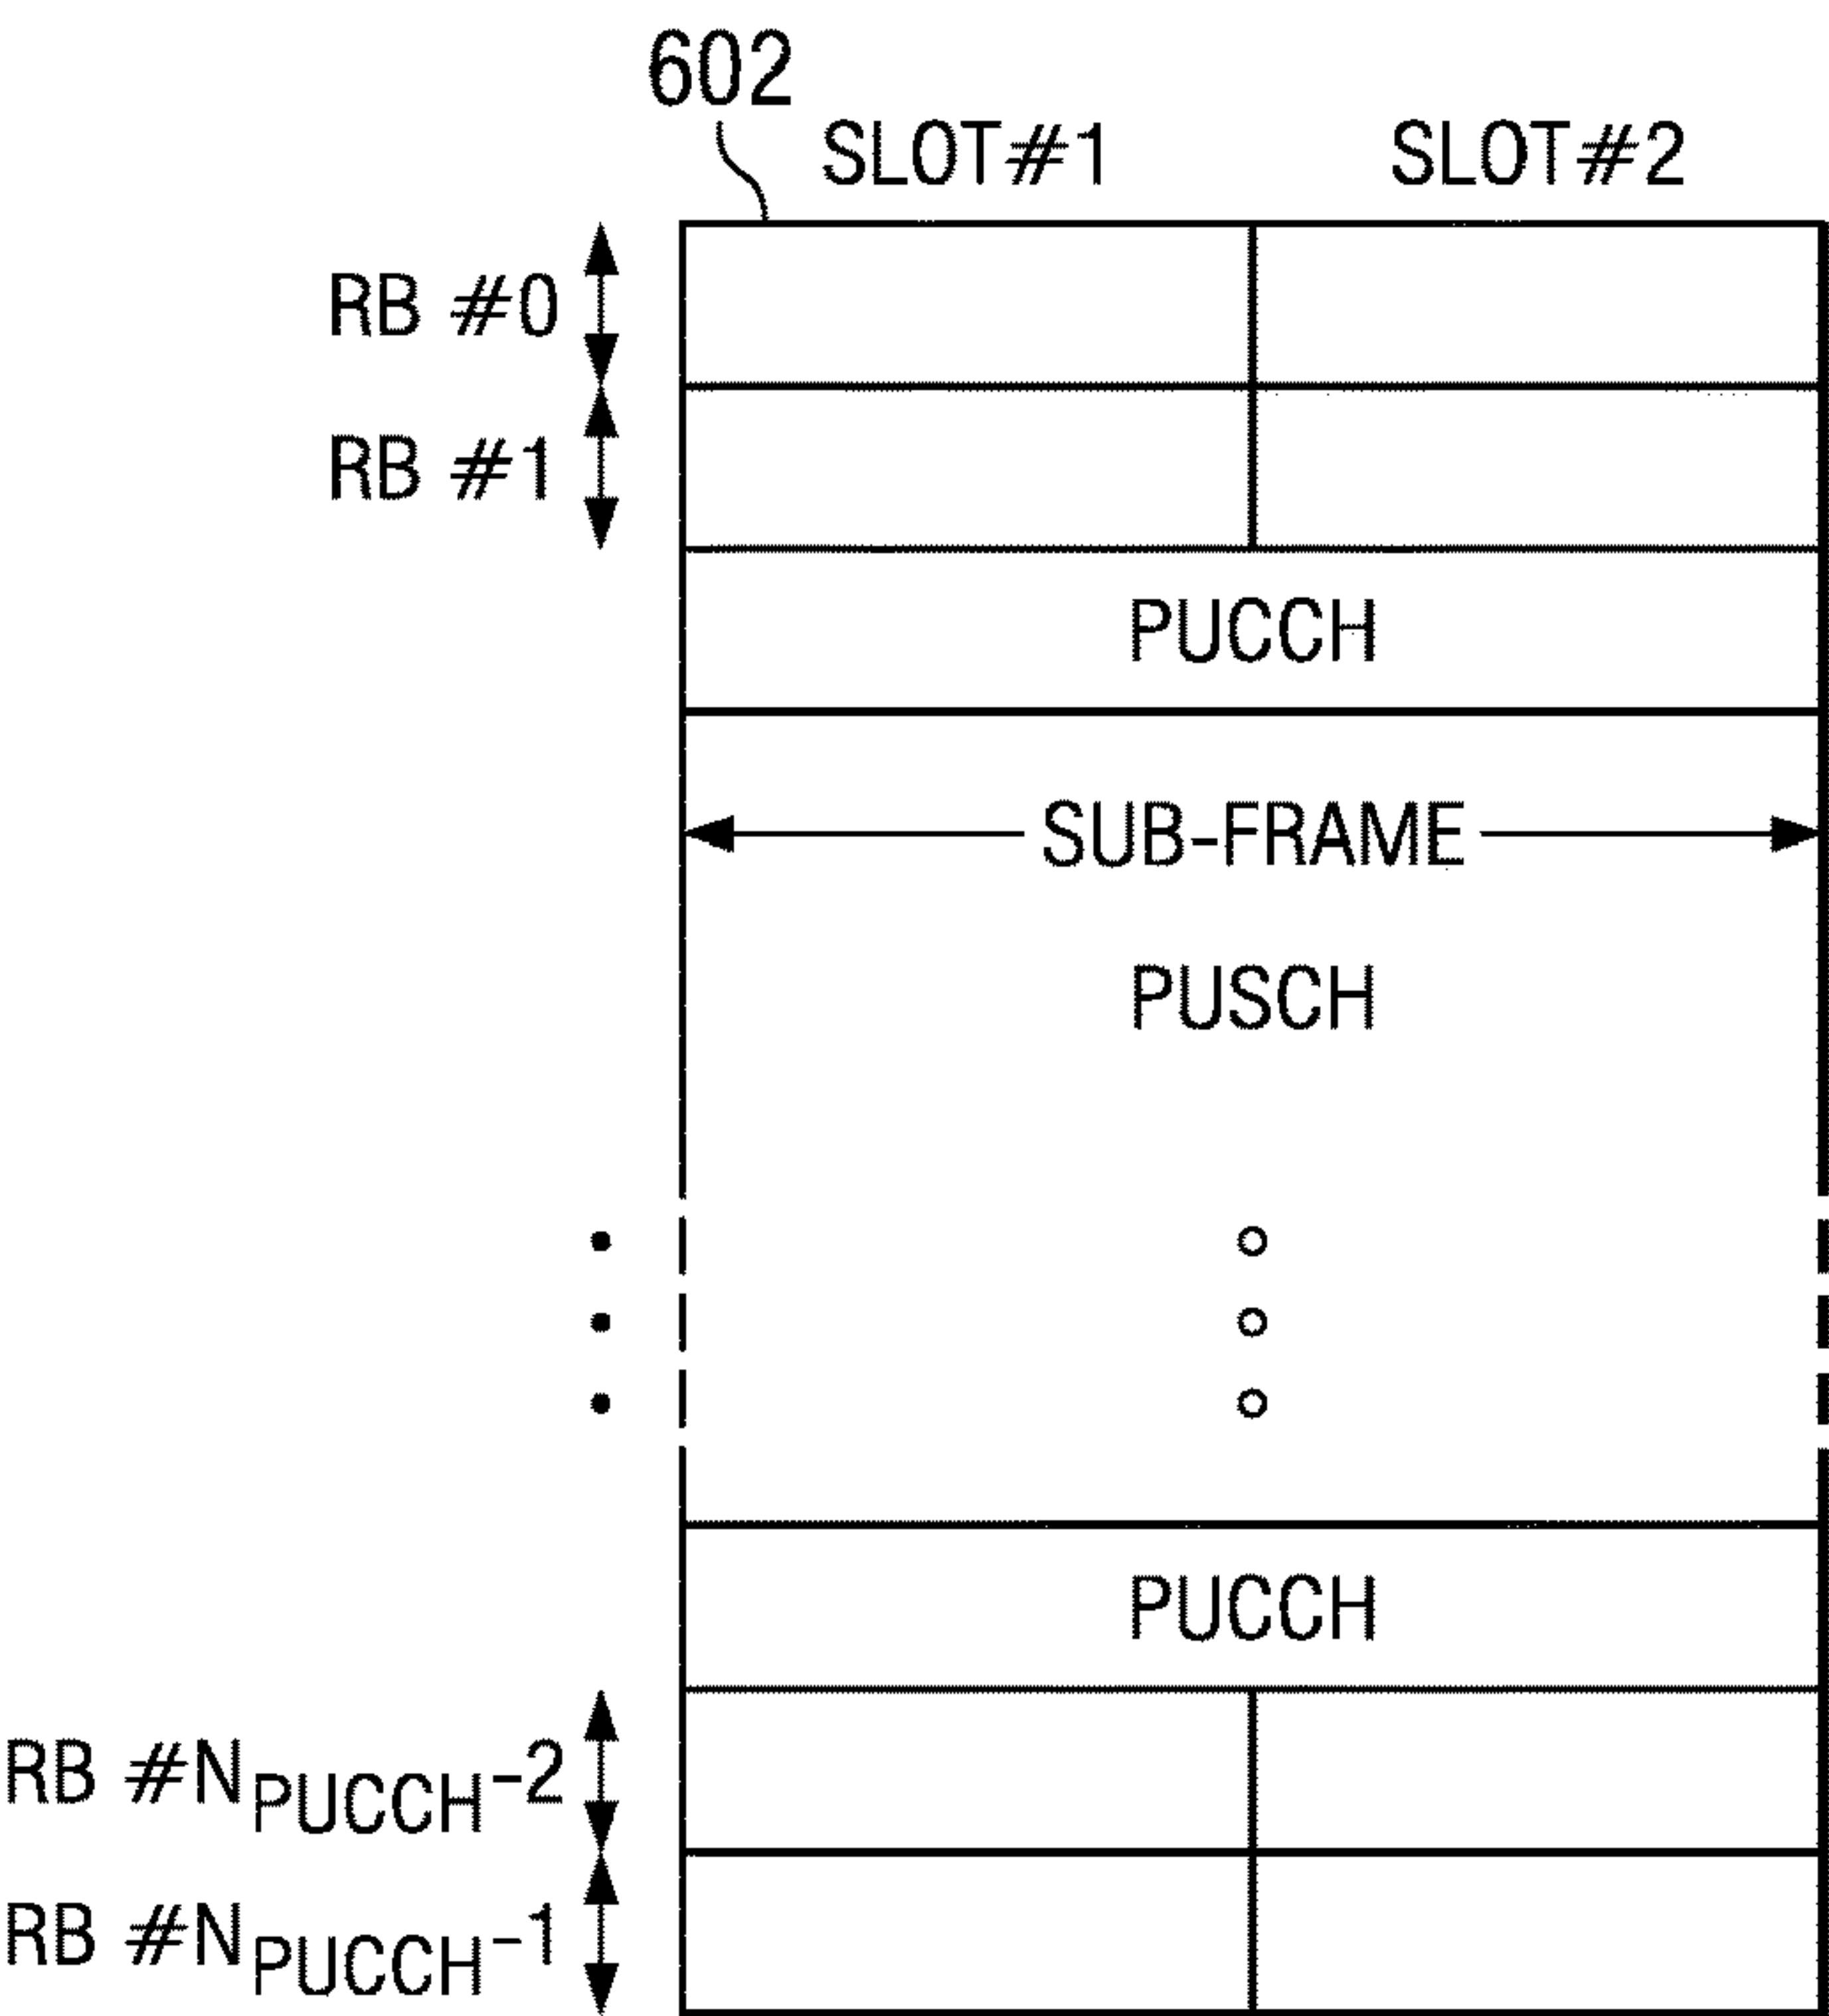 602
SLOT#1 SLOT#2
RB #0
RB #1
PUCCH
SUB-FRAME
PUSCH
PUCCH
RB #NPUCCH-2
RB #NPUCCH-1